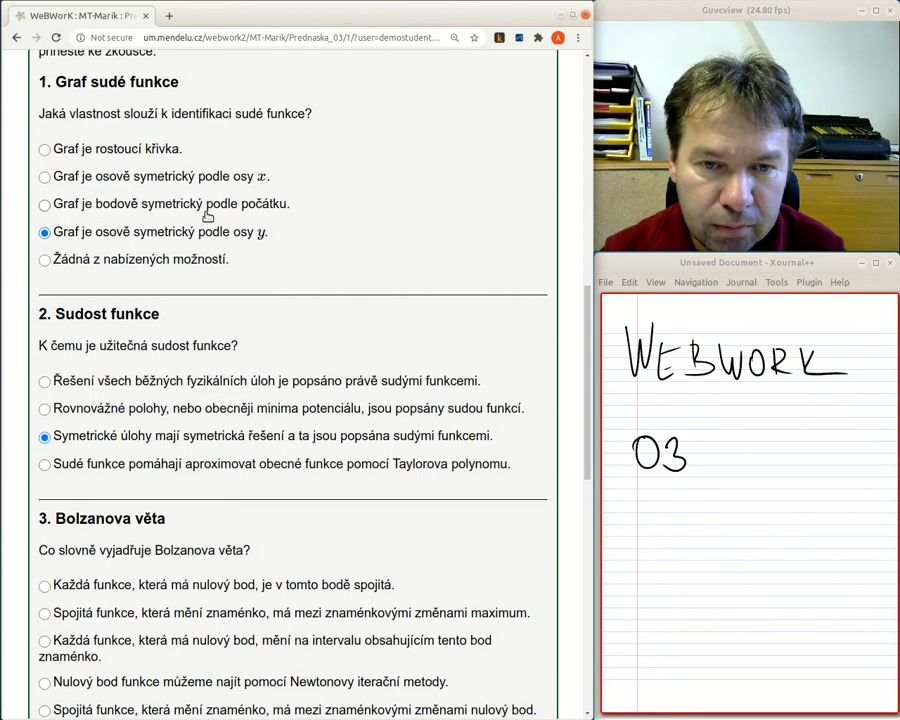 WeBWorK : MT-Marik : Pre
Guvcview (24.80 fps)
Not secure
um.mendelu.cz/webwork2/MT-Marik/Prednaska_03/1/?user=demostudent...
přineste ke zkoušce.
1. Graf sudé funkce
Jaká vlastnost slouží k identifikaci sudé funkce?
Graf je rostoucí křivka.
Graf je osově symetrický podle osy x.
Graf je bodově symetrický podle počátku.
Graf je osově symetrický podle osy y.
Žádná z nabízených možností.
2. Sudost funkce
K čemu je užitečná sudost funkce?
Řešení všech běžných fyzikálních úloh je popsáno právě sudými funkcemi.
Rovnovážné polohy, nebo obecněji minima potenciálu, jsou popsány sudou funkcí.
Symetrické úlohy mají symetrická řešení a ta jsou popsána sudými funkcemi.
Sudé funkce pomáhají aproximovat obecné funkce pomocí Taylorova polynomu.
3. Bolzanova věta
Co slovně vyjadřuje Bolzanova věta?
Každá funkce, která má nulový bod, je v tomto bodě spojitá.
Spojitá funkce, která mění znaménko, má mezi znaménkovými změnami maximum.
Každá funkce, která má nulový bod, mění na intervalu obsahujícím tento bod
znaménko.
Nulový bod funkce můžeme najít pomocí Newtonovy iterační metody.
Spojitá funkce, která mění znaménko, má mezi znaménkovými změnami nulový bod.
Unsaved Document - Xournal++
File Edit View Navigation Journal Tools Plugin Help
WEBWORK
03